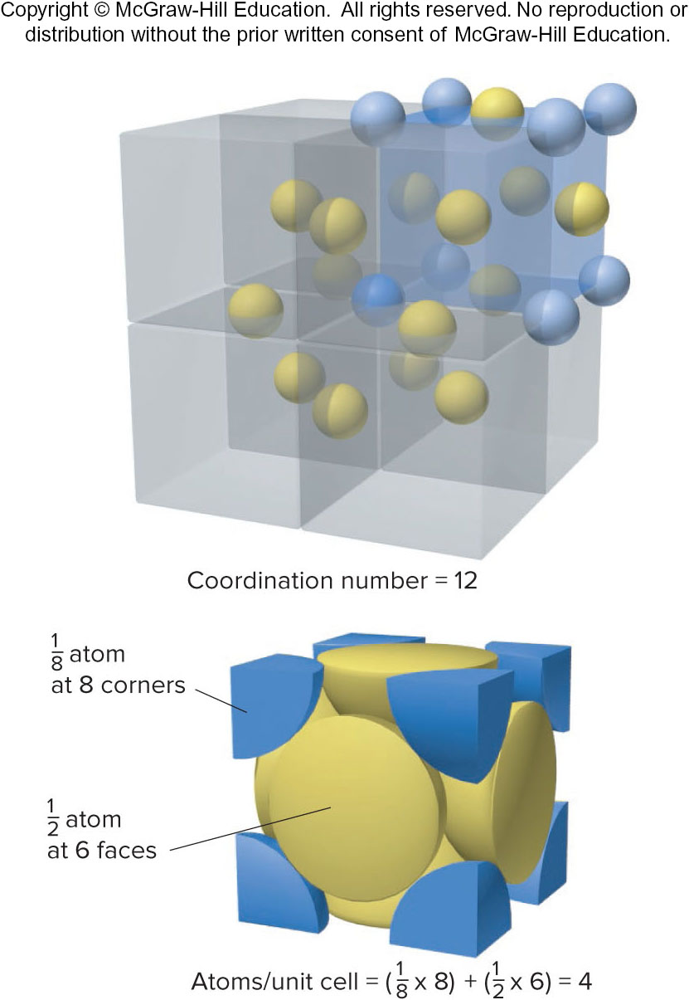 Copyright © McGraw-Hill Education. All rights reserved. No reproduction or
distribution without the prior written consent of McGraw-Hill Education.
Coordination number = 12
1/8 atom
at 8 corners
1/2 atom
at 6 faces
Atoms/unit cell = (1/8 x 8) + (1/2 x 6) = 4